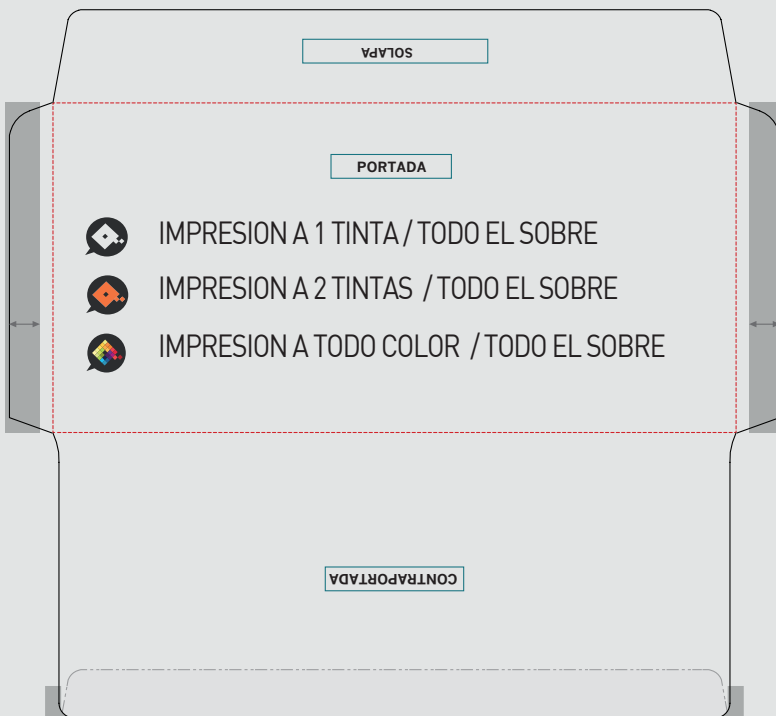 SOLAPA
PORTADA
IMPRESION A 1 TINTA / TODO EL SOBRE
IMPRESION A 2 TINTAS / TODO EL SOBRE
IMPRESION A TODO COLOR / TODO EL SOBRE
CONTRAPORTADA